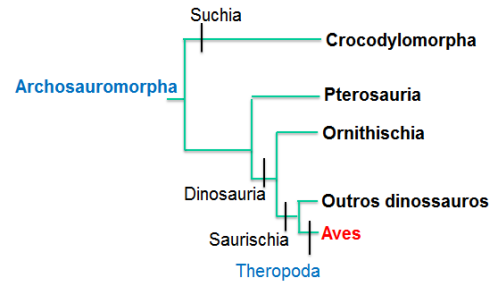 Suchia
Crocodylomorpha
Archosauromorpha
Pterosauria
Ornithischia
Dinosauria
Outros dinossauros
Saurischia
Aves
Theropoda